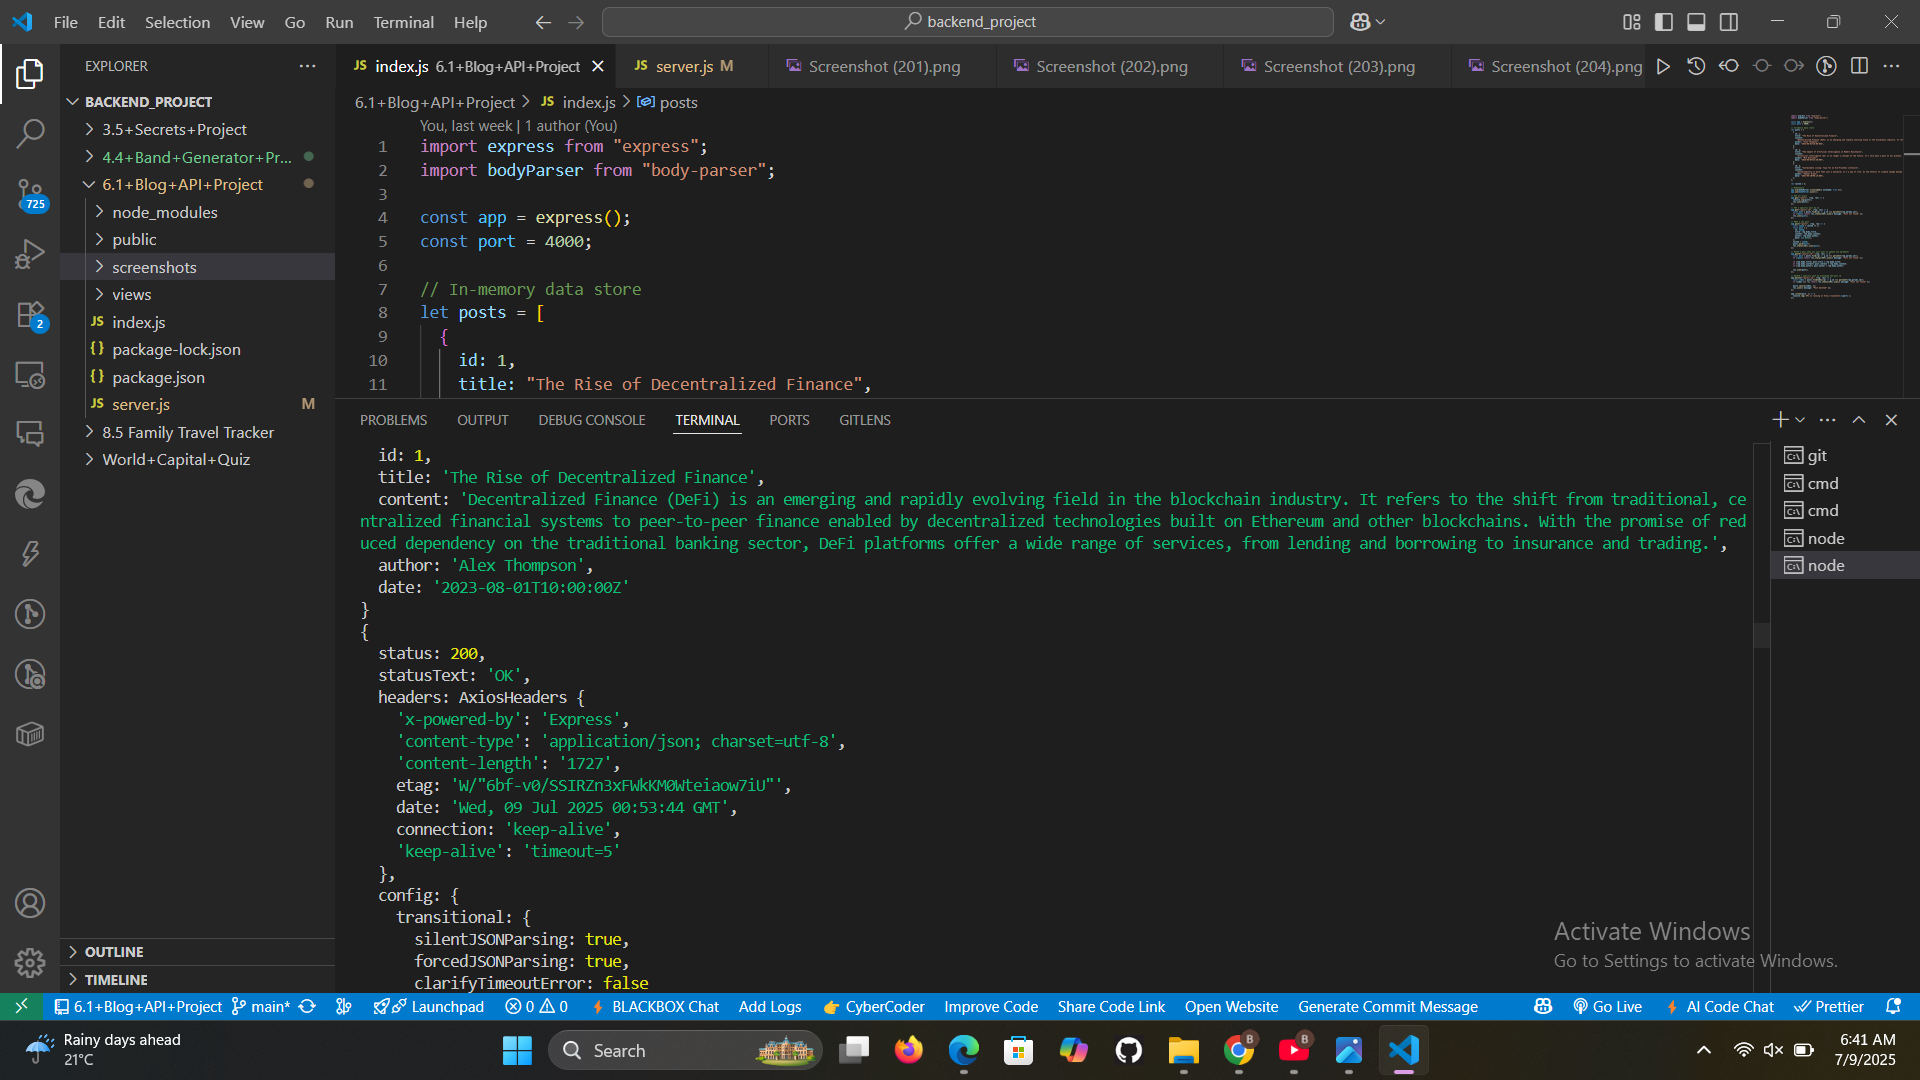 File Edit Selection View Go Run Terminal Help
backend_project
EXPLORER
BACKEND_PROJECT
3.5+Secrets+Project
4.4+Band+Generator+Pr...
6.1+Blog+API+Project
node_modules
public
screenshots
views
JS index.js
{} package-lock.json
{} package.json
JS server.js M
8.5 Family Travel Tracker
World+Capital+Quiz
OUTLINE
TIMELINE
725
2
JS index.js 6.1+Blog+API+Project
JS server.js M
Screenshot (201).png
Screenshot (202).png
Screenshot (203).png
Screenshot (204).png
6.1+Blog+API+Project > JS index.js > posts
You, last week | 1 author (You)
1 import express from "express";
2 import bodyParser from "body-parser";
3
4 const app = express();
5 const port = 4000;
6
7 // In-memory data store
8 let posts = [
9 {
10 id: 1,
11 title: "The Rise of Decentralized Finance",
PROBLEMS OUTPUT DEBUG CONSOLE TERMINAL PORTS GITLENS
id: 1,
title: 'The Rise of Decentralized Finance',
content: 'Decentralized Finance (DeFi) is an emerging and rapidly evolving field in the blockchain industry. It refers to the shift from traditional, ce
ntralized financial systems to peer-to-peer finance enabled by decentralized technologies built on Ethereum and other blockchains. With the promise of red
uced dependency on the traditional banking sector, DeFi platforms offer a wide range of services, from lending and borrowing to insurance and trading.',
author: 'Alex Thompson',
date: '2023-08-01T10:00:00Z'
}
{
status: 200,
statusText: 'OK',
headers: AxiosHeaders {
'x-powered-by': 'Express',
'content-type': 'application/json; charset=utf-8',
'content-length': '1727',
etag: 'W/"6bf-v0/SSIRZn3xFWkKM0Wteiaow7iU"',
date: 'Wed, 09 Jul 2025 00:53:44 GMT',
connection: 'keep-alive',
'keep-alive': 'timeout=5'
},
config: {
transitional: {
silentJSONParsing: true,
forcedJSONParsing: true,
clarifyTimeoutError: false
git
cmd
cmd
node
node
Activate Windows
Go to Settings to activate Windows.
6.1+Blog+API+Project main* Launchpad 0 0 BLACKBOX Chat Add Logs CyberCoder Improve Code Share Code Link Open Website Generate Commit Message Go Live AI Code Chat Prettier
Rainy days ahead
21°C
Search
B
B
6:41 AM
7/9/2025